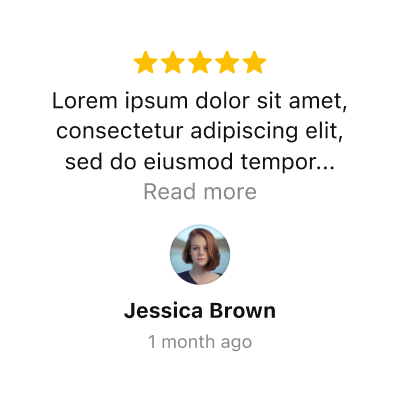 Lorem ipsum dolor sit amet,
consectetur adipiscing elit,
sed do eiusmod tempor...
Read more
Jessica Brown
1 month ago